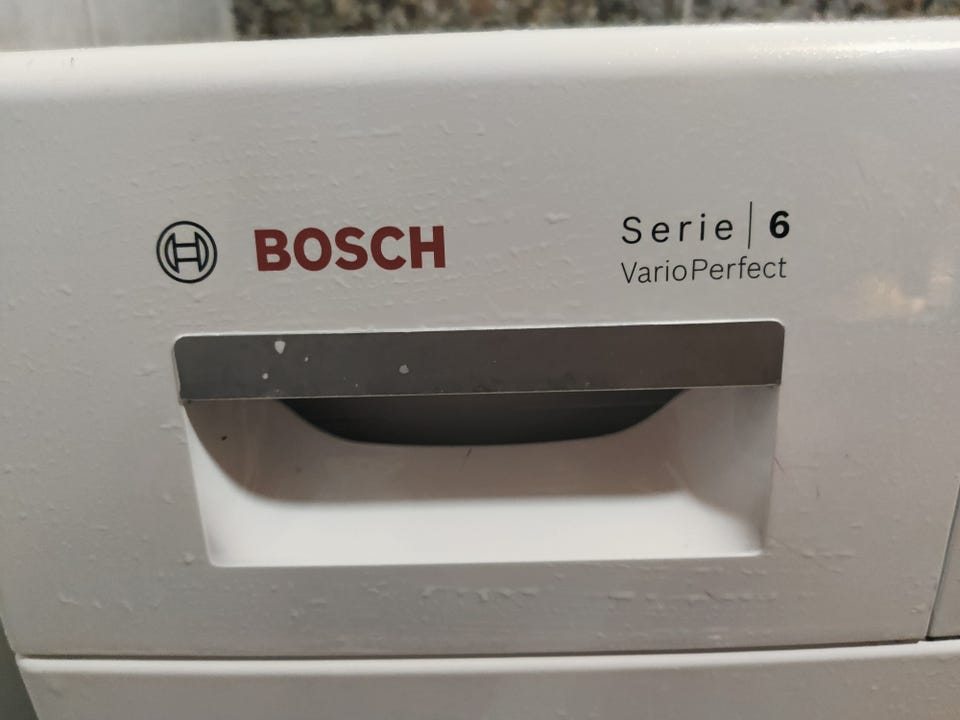 BOSCH
Serie | 6
VarioPerfect